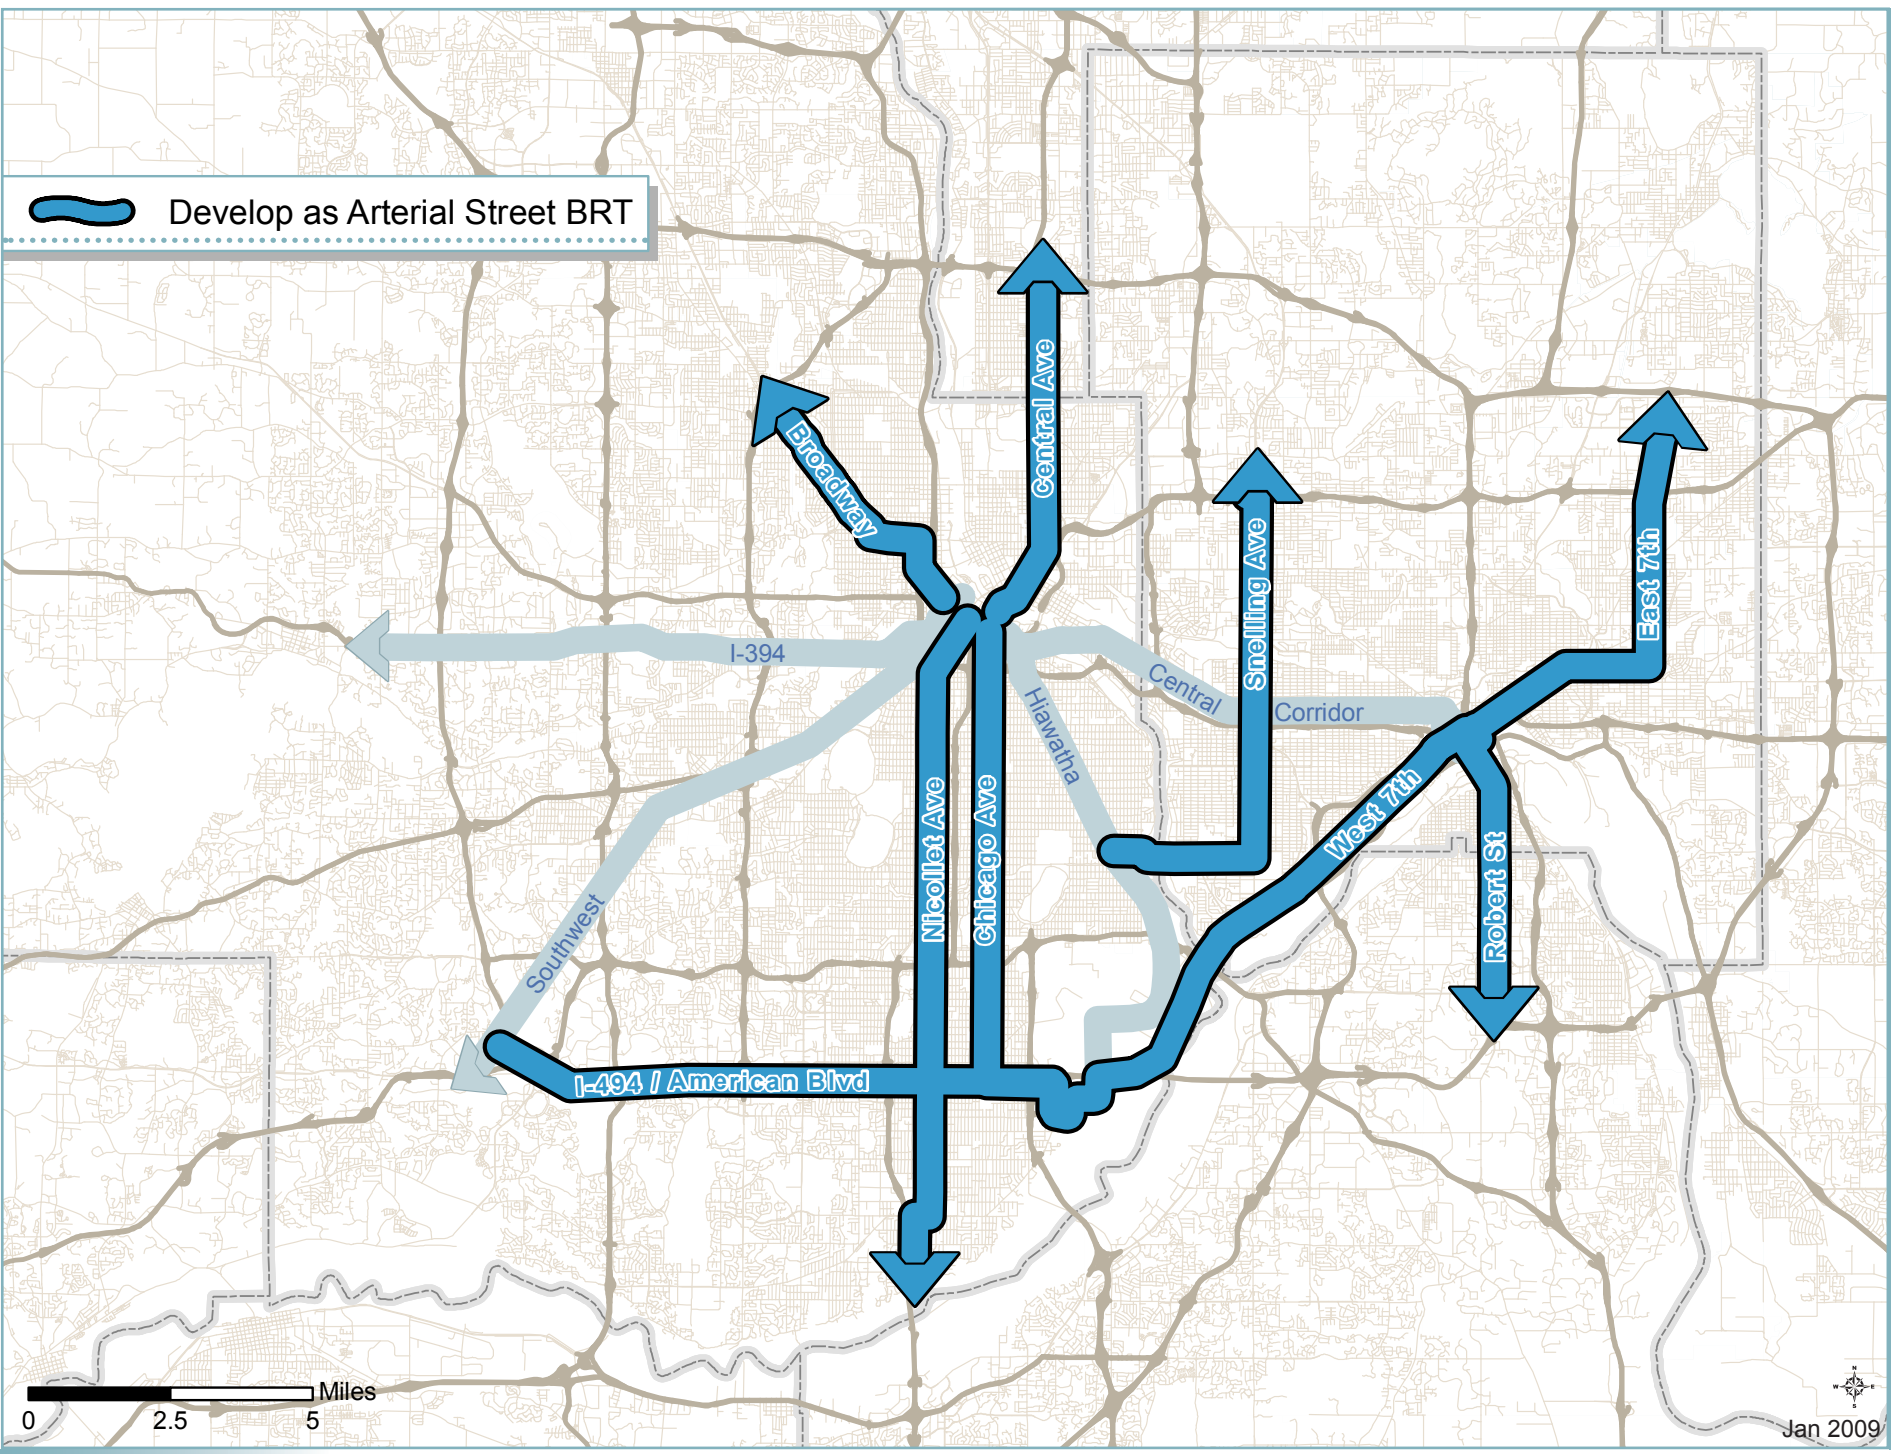 Develop as Arterial Street BRT
Central Ave
Broadway
Snelling Ave
East 7th
I-394
Central
Corridor
Hiawatha
Nicollet Ave
Chicago Ave
West 7th
Robert St
Southwest
I-494 / American Blvd
Miles
0
2.5
5
N
W
E
S
Jan 2009